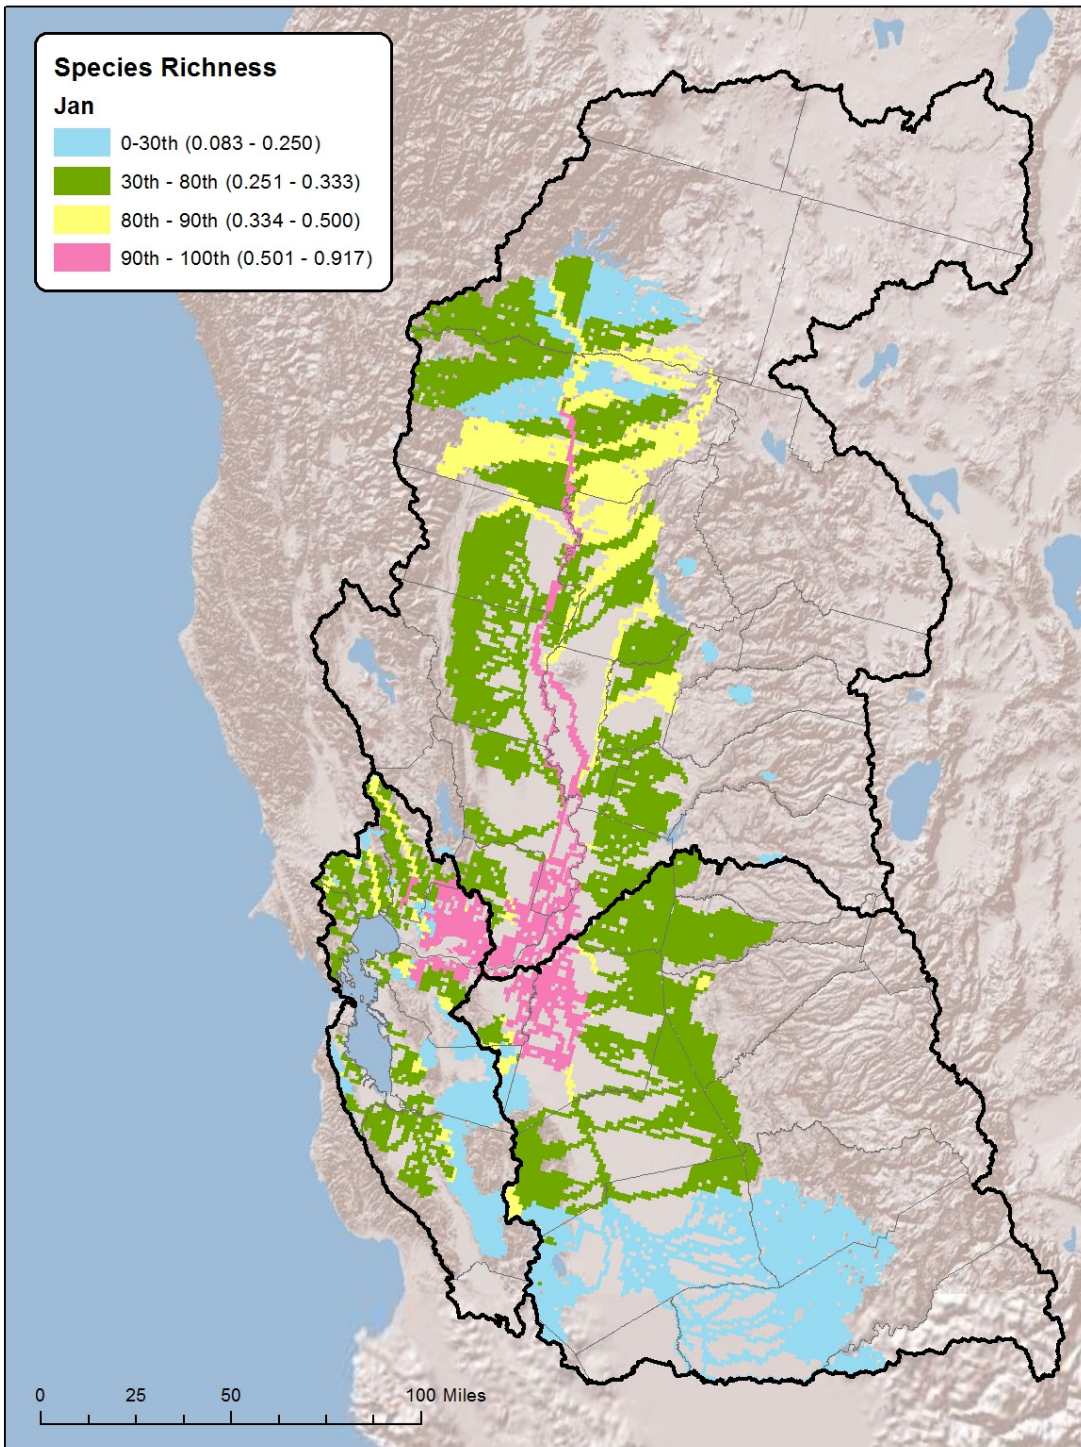 Species Richness
Jan
0-30th (0.083 - 0.250)
30th - 80th (0.251 - 0.333)
80th - 90th (0.334 - 0.500)
90th - 100th (0.501 - 0.917)
0 25 50 100 Miles